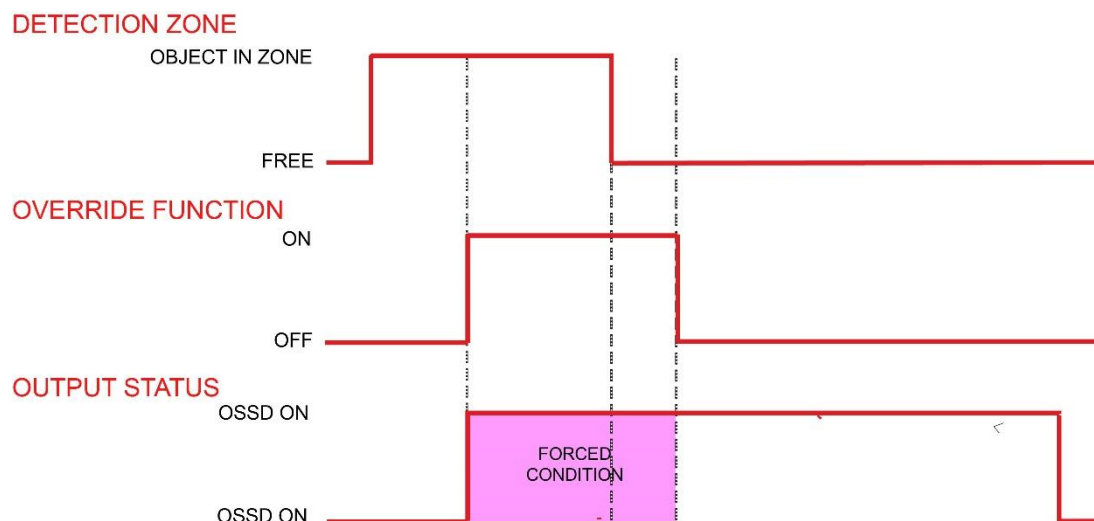 DETECTION ZONE
OBJECT IN ZONE
FREE
OVERRIDE FUNCTION
ON
OFF
OUTPUT STATUS
OSSD ON
FORCED
CONDITION
OSSD ON